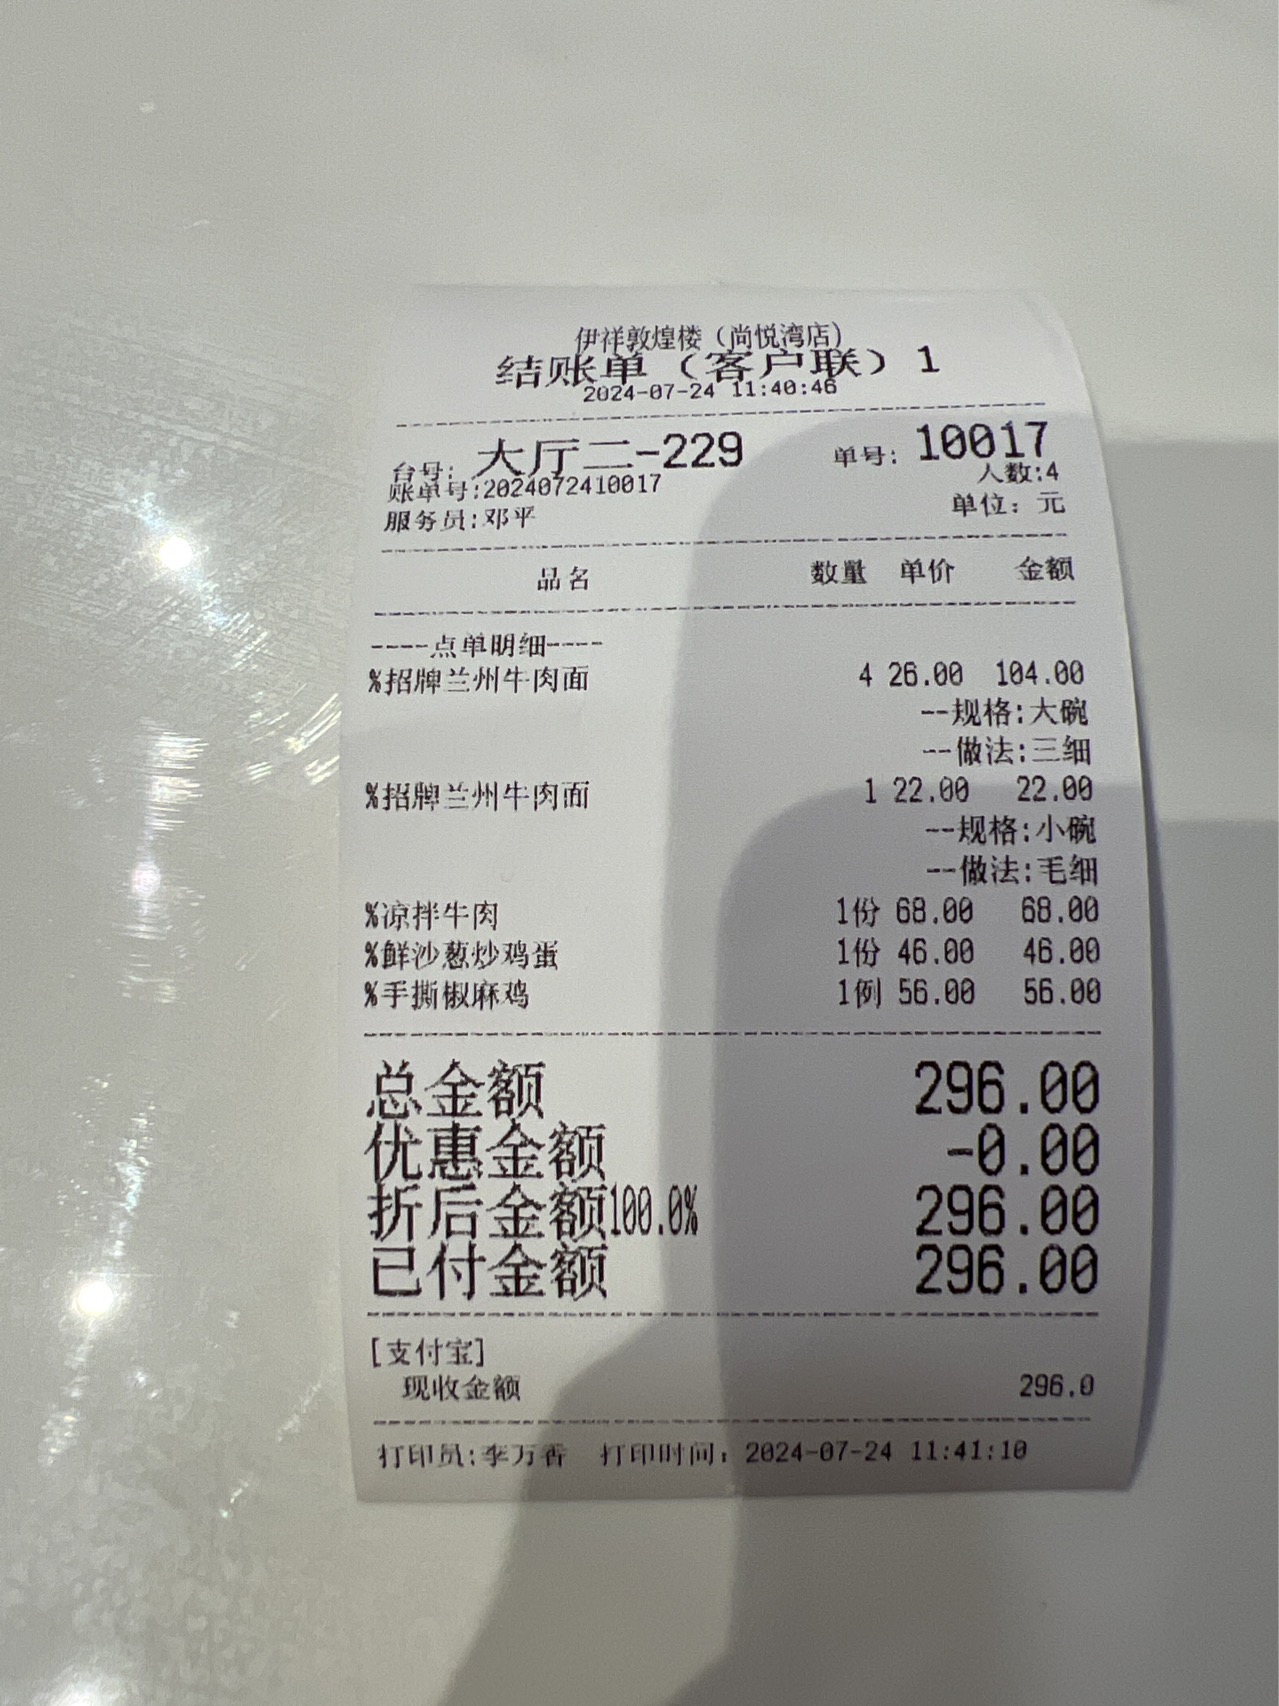 伊祥敦煌楼（尚悦湾店）
结账单（客户联）1
2024-07-24 11:40:46
台号: 大厅二-229 单号: 10017
账单号:2024072410017 人数:4
服务员:邓平 单位: 元
品名 数量 单价 金额
----点单明细----
%招牌兰州牛肉面 4 26.00 104.00
--规格:大碗
--做法:三细
%招牌兰州牛肉面 1 22.00 22.00
--规格:小碗
--做法:毛细
%凉拌牛肉 1份 68.00 68.00
%鲜沙葱炒鸡蛋 1份 46.00 46.00
%手撕椒麻鸡 1例 56.00 56.00
总金额 296.00
优惠金额 -0.00
折后金额100.0% 296.00
已付金额 296.00
[支付宝]
现收金额 296.0
打印员:李万香 打印时间: 2024-07-24 11:41:10